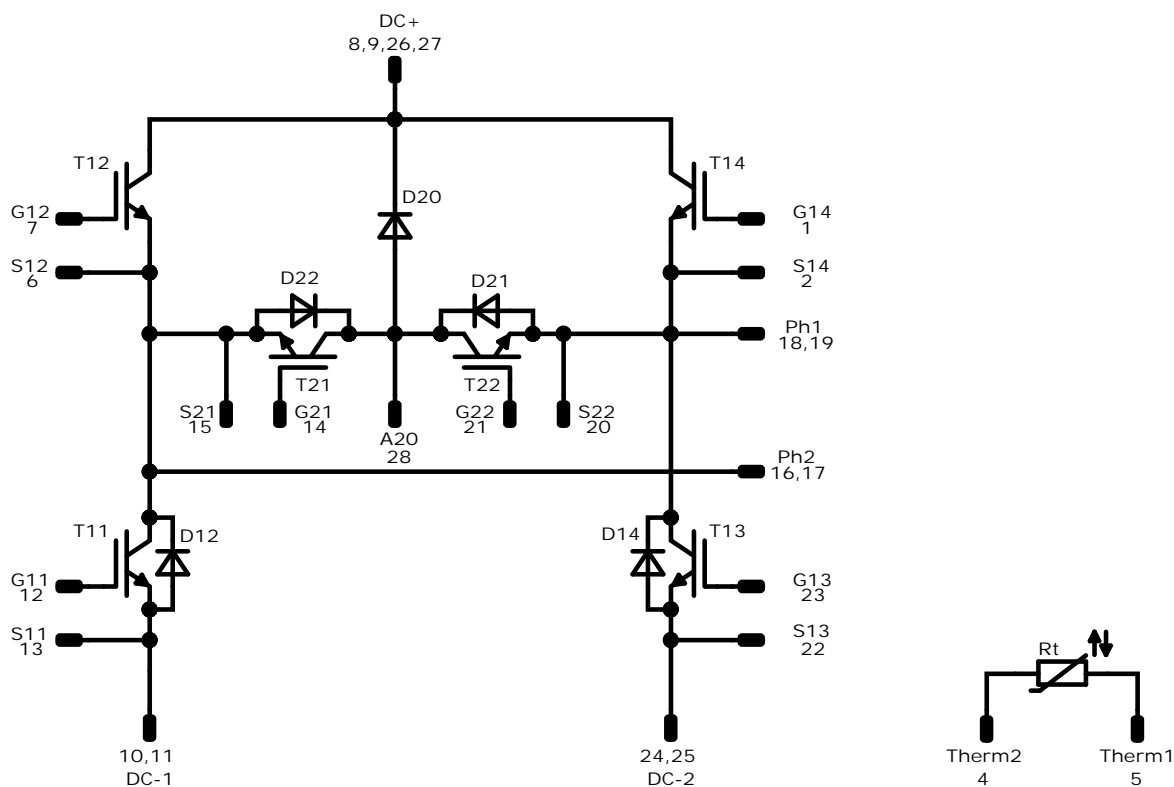 DC+
8,9,26,27
T12
T14
D20
G12
7
G14
1
S12
6
S14
2
D22
D21
Ph1
18,19
T21
T22
S21
15
G21
14
A20
28
G22
21
S22
20
Ph2
16,17
T11
D12
D14
T13
G11
12
G13
23
S11
13
S13
22
Rt
10,11
DC-1
24,25
DC-2
Therm2
4
Therm1
5